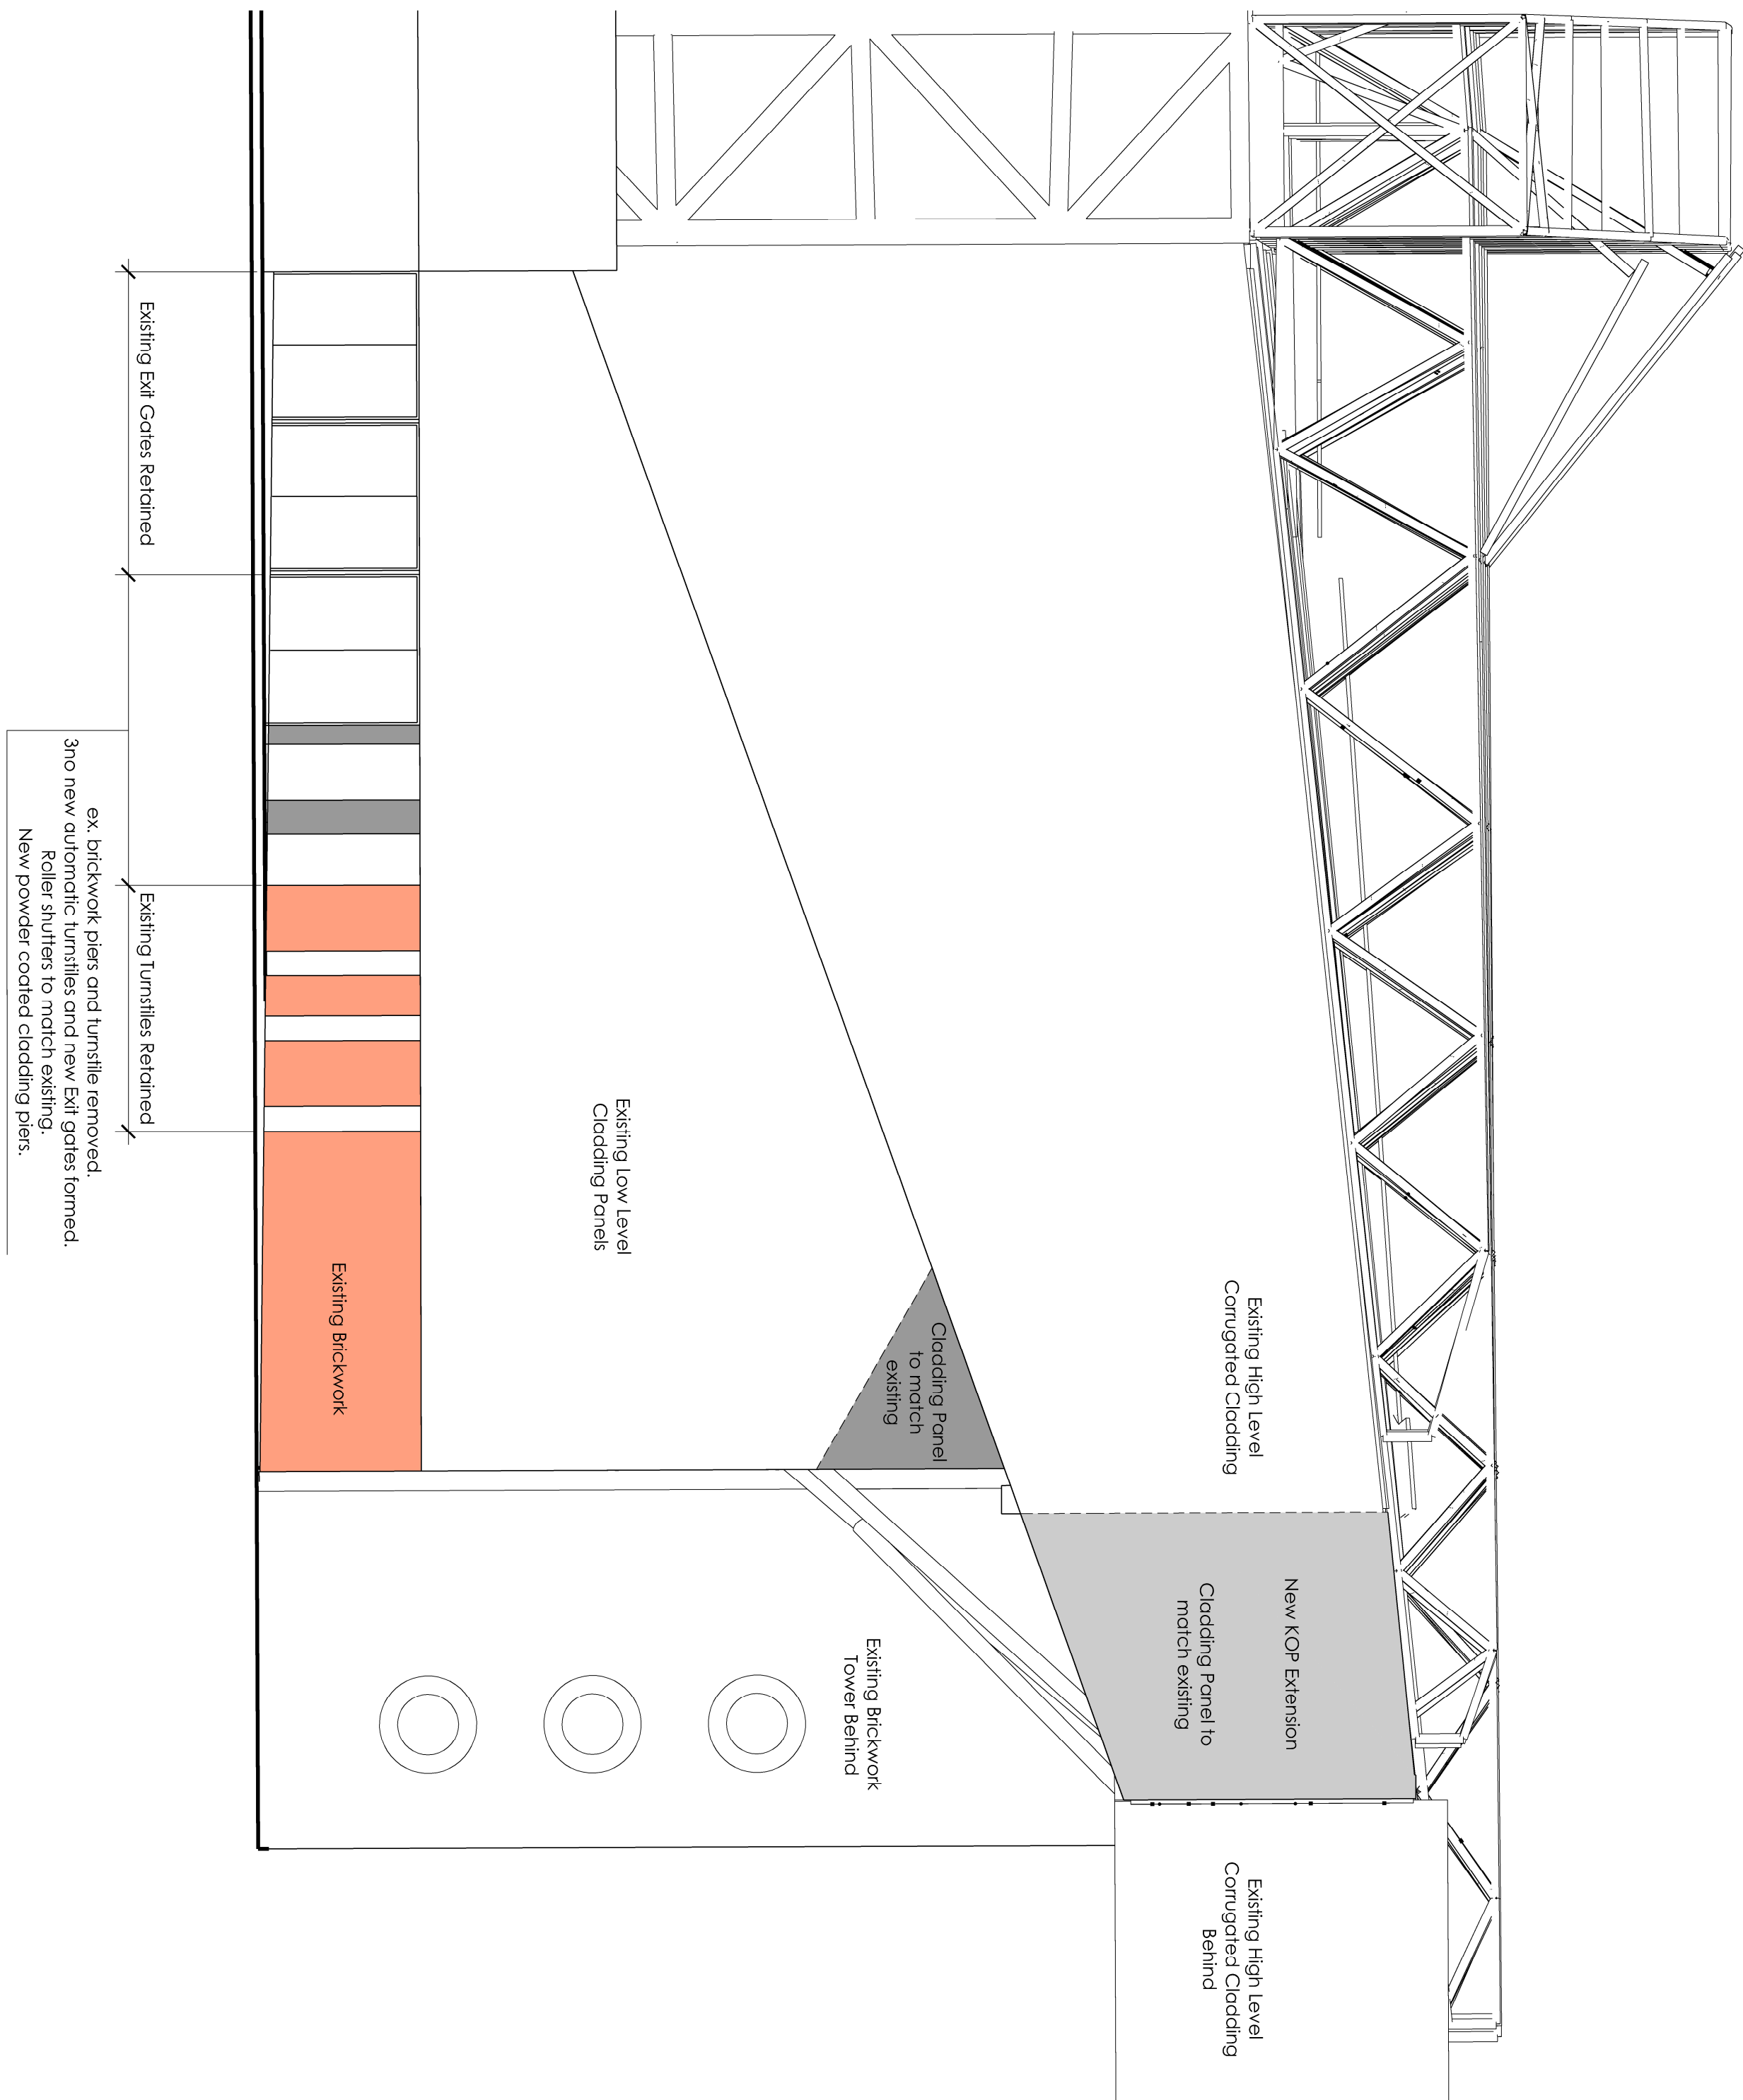 Existing High Level
Corrugated Cladding
New KOP Extension
Cladding Panel to
match existing
Existing High Level
Corrugated Cladding
Behind
Cladding Panel
to match
existing
Existing Brickwork
Tower Behind
Existing Low Level
Cladding Panels
Existing Brickwork
Existing Exit Gates Retained
Existing Turnstiles Retained
ex. brickwork piers and turnstile removed.
3no new automatic turnstiles and new Exit gates formed.
Roller shutters to match existing.
New powder coated cladding piers.